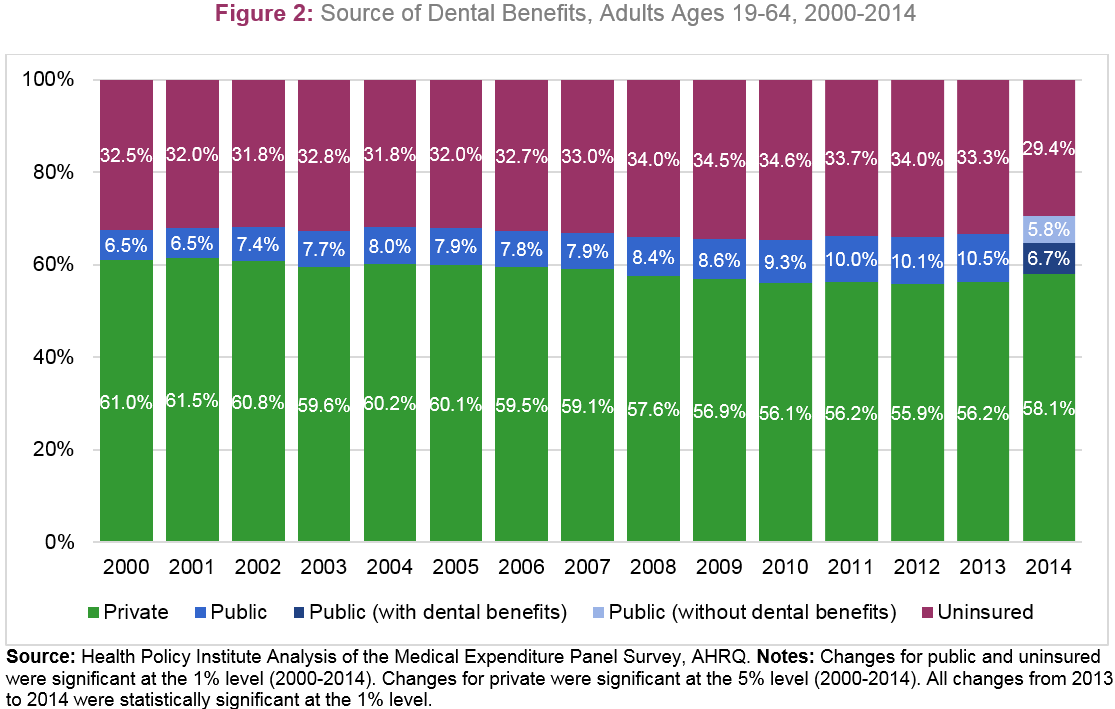 Figure 2: Source of Dental Benefits, Adults Ages 19-64, 2000-2014
100%
32.5% 32.0% 31.8% 32.8% 31.8% 32.0% 32.7% 33.0% 34.0% 34.5% 34.6% 33.7% 34.0% 33.3% 29.4%
80%
5.8%
6.5% 6.5% 7.4% 7.7% 8.0% 7.9% 7.8% 7.9% 8.4% 8.6% 9.3% 10.0% 10.1% 10.5% 6.7%
60%
40%
61.0% 61.5% 60.8% 59.6% 60.2% 60.1% 59.5% 59.1% 57.6% 56.9% 56.1% 56.2% 55.9% 56.2% 58.1%
20%
0%
2000 2001 2002 2003 2004 2005 2006 2007 2008 2009 2010 2011 2012 2013 2014
Private Public Public (with dental benefits) Public (without dental benefits) Uninsured
Source: Health Policy Institute Analysis of the Medical Expenditure Panel Survey, AHRQ. Notes: Changes for public and uninsured
were significant at the 1% level (2000-2014). Changes for private were significant at the 5% level (2000-2014). All changes from 2013
to 2014 were statistically significant at the 1% level.